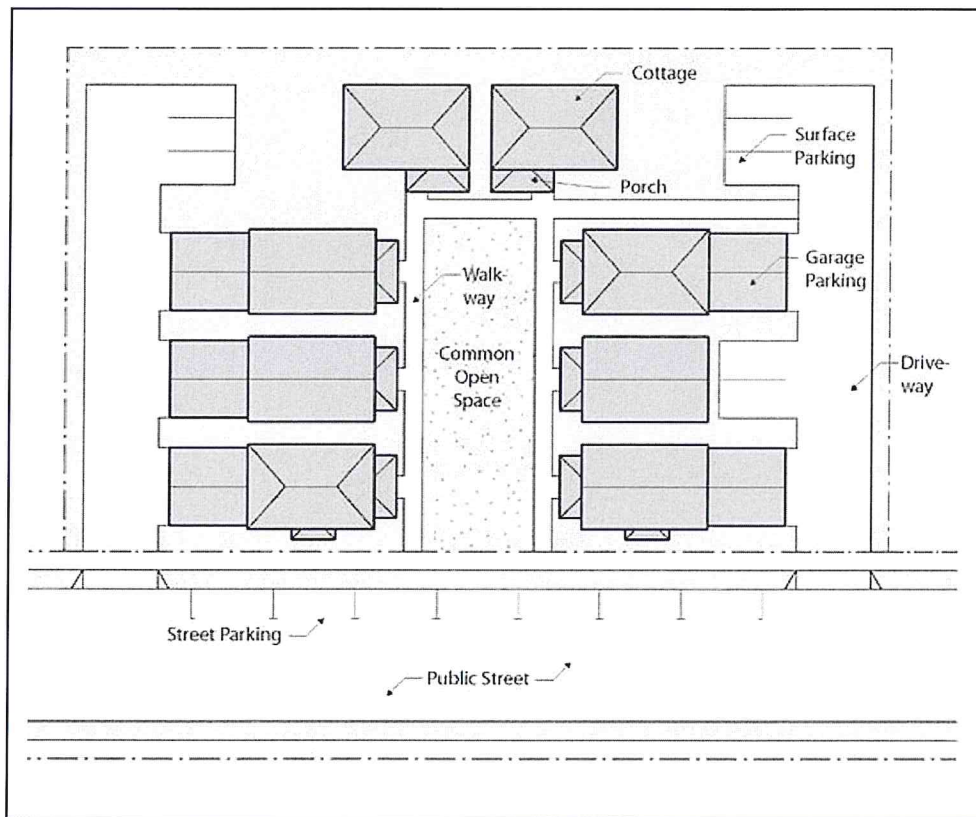 Cottage
Surface
Parking
Porch
Walk-
way
Garage
Parking
Common
Open
Space
Drive-
way
Street Parking
Public Street